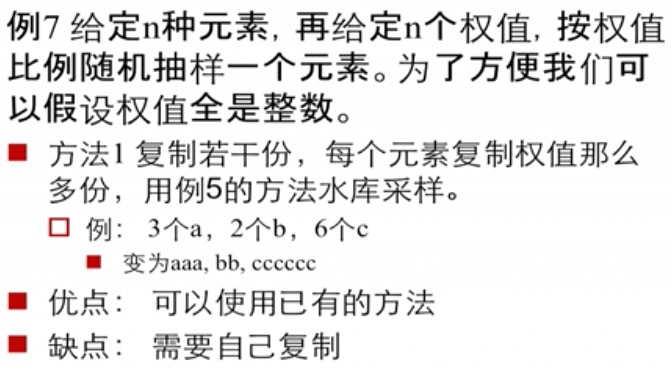 例7 给定n种元素，再给定n个权值，按权值
比例随机抽样一个元素。为了方便我们可
以假设权值全是整数。
方法1 复制若干份，每个元素复制权值那么
多份，用例5的方法水库采样。
例： 3个a，2个b，6个c
变为aaa, bb, cccccc
优点： 可以使用已有的方法
缺点： 需要自己复制